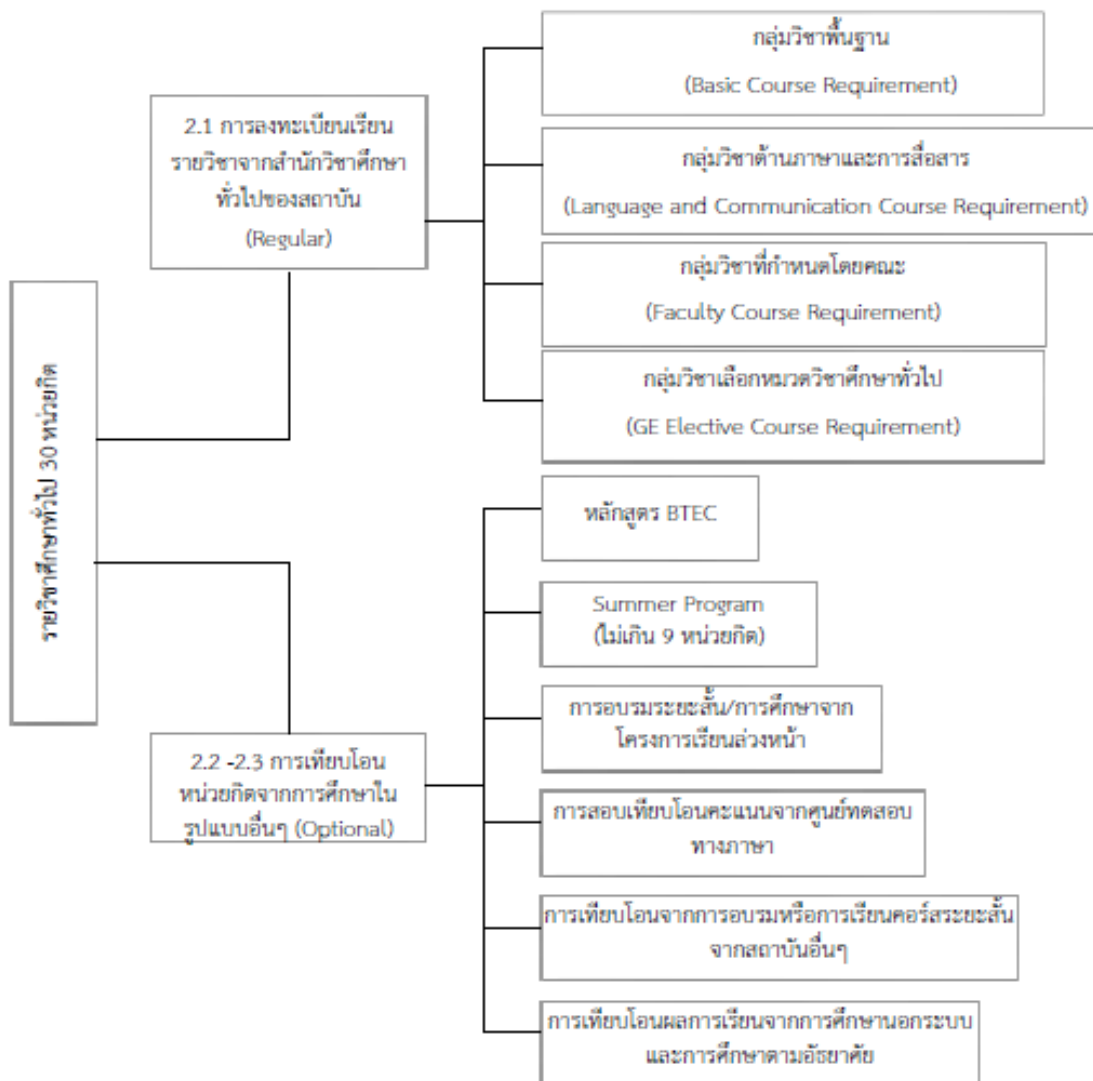 รายวิชาศึกษาทั่วไป 30 หน่วยกิต
2.1 การลงทะเบียนเรียน
รายวิชาจากสำนักวิชาศึกษา
ทั่วไปของสถาบัน
(Regular)
กลุ่มวิชาพื้นฐาน
(Basic Course Requirement)
กลุ่มวิชาด้านภาษาและการสื่อสาร
(Language and Communication Course Requirement)
กลุ่มวิชาที่กำหนดโดยคณะ
(Faculty Course Requirement)
กลุ่มวิชาเลือกหมวดวิชาศึกษาทั่วไป
(GE Elective Course Requirement)
2.2 -2.3 การเทียบโอน
หน่วยกิตจากการศึกษาใน
รูปแบบอื่นๆ (Optional)
หลักสูตร BTEC
Summer Program
(ไม่เกิน 9 หน่วยกิต)
การอบรมระยะสั้น/การศึกษาจาก
โครงการเรียนล่วงหน้า
การสอบเทียบโอนคะแนนจากศูนย์ทดสอบ
ทางภาษา
การเทียบโอนจากการอบรมหรือการเรียนคอร์สระยะสั้น
จากสถาบันอื่นๆ
การเทียบโอนผลการเรียนจากการศึกษานอกระบบ
และการศึกษาตามอัธยาศัย